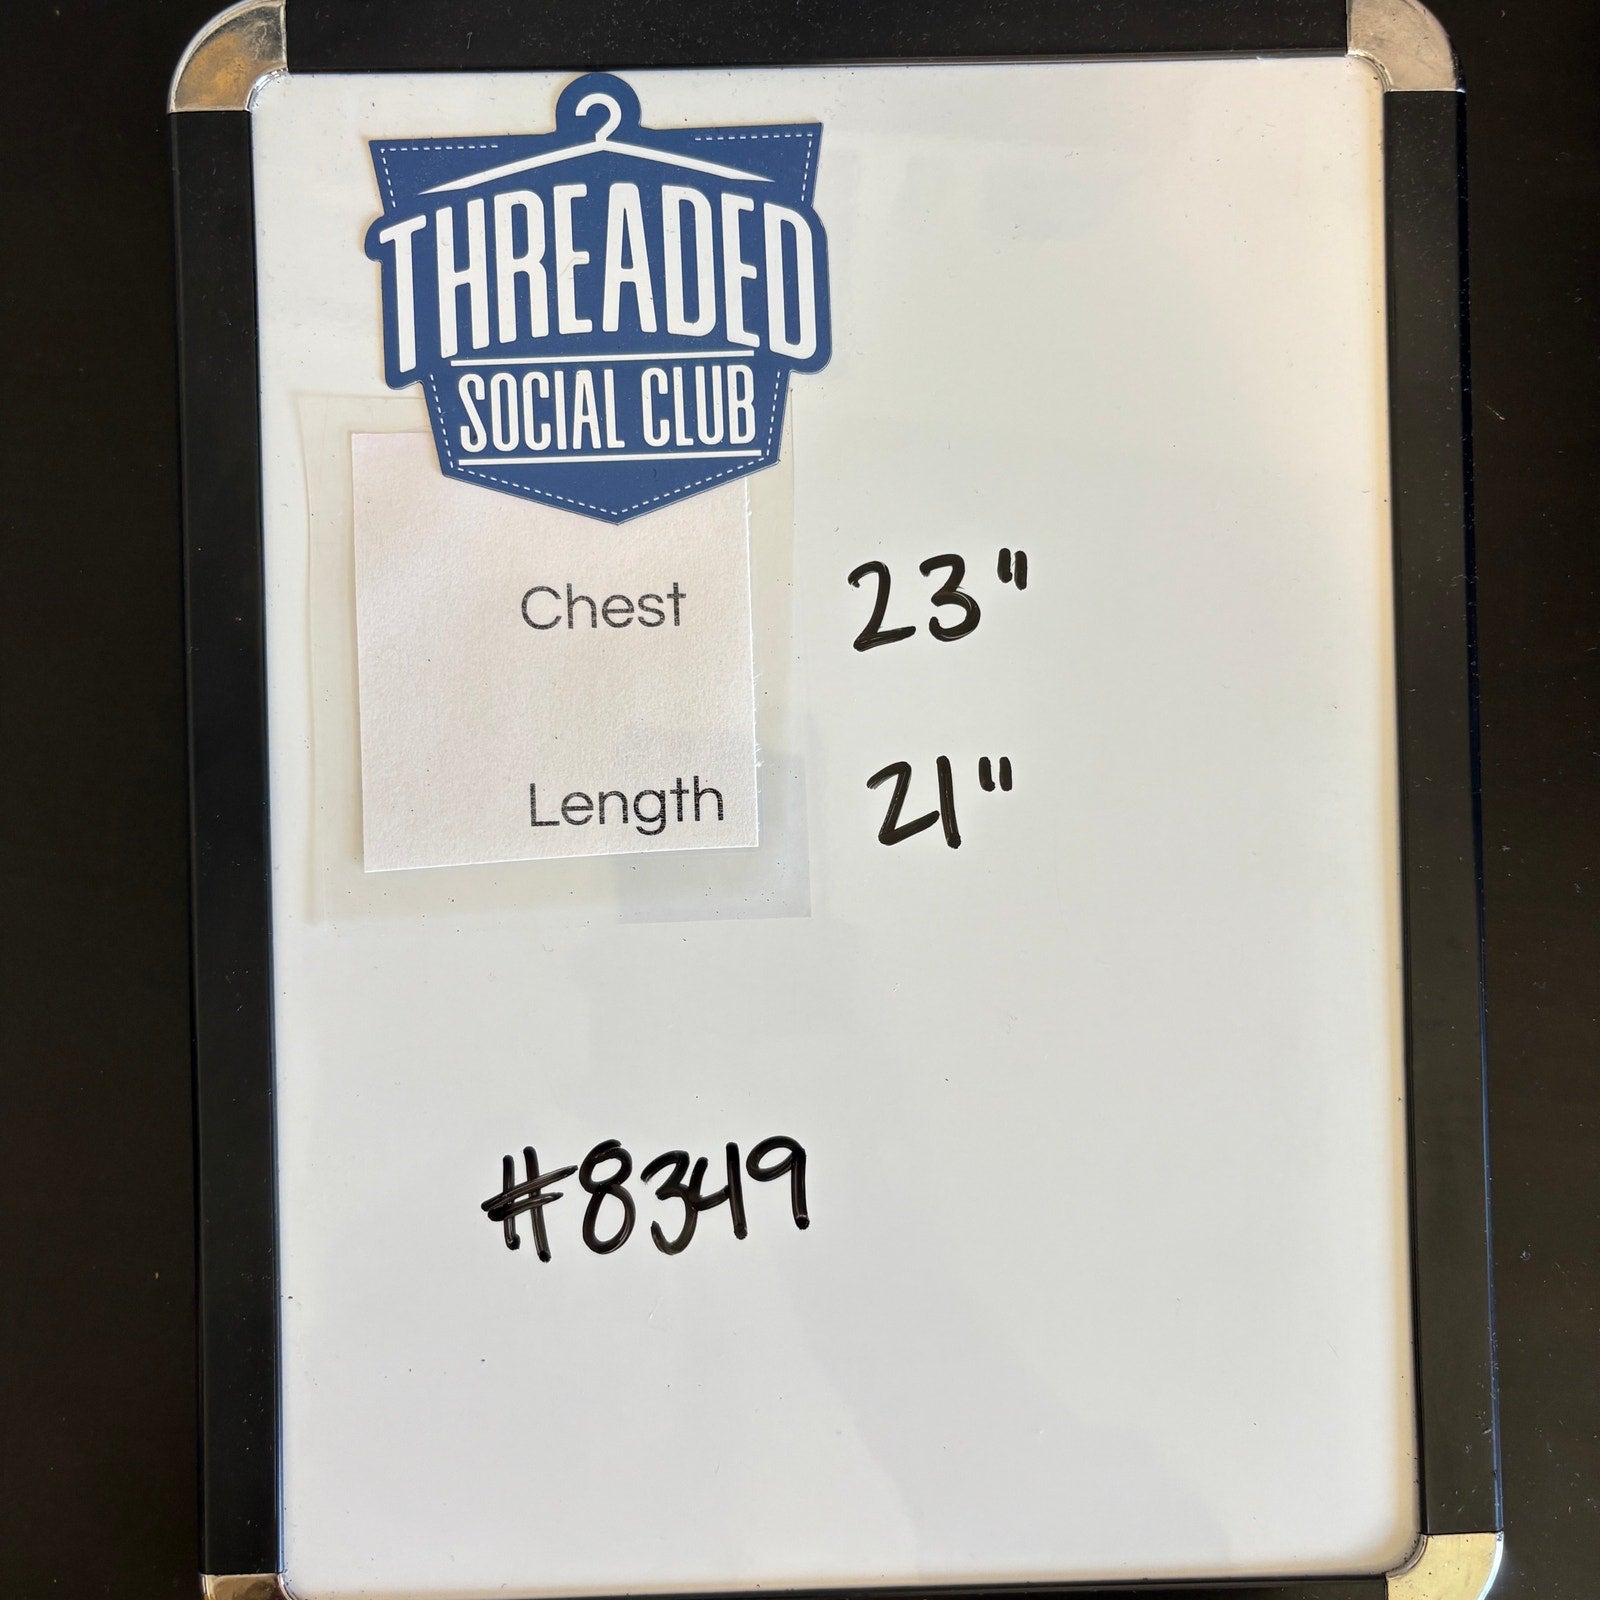 THREADED
SOCIAL CLUB
Chest 23"
Length 21"
#8349